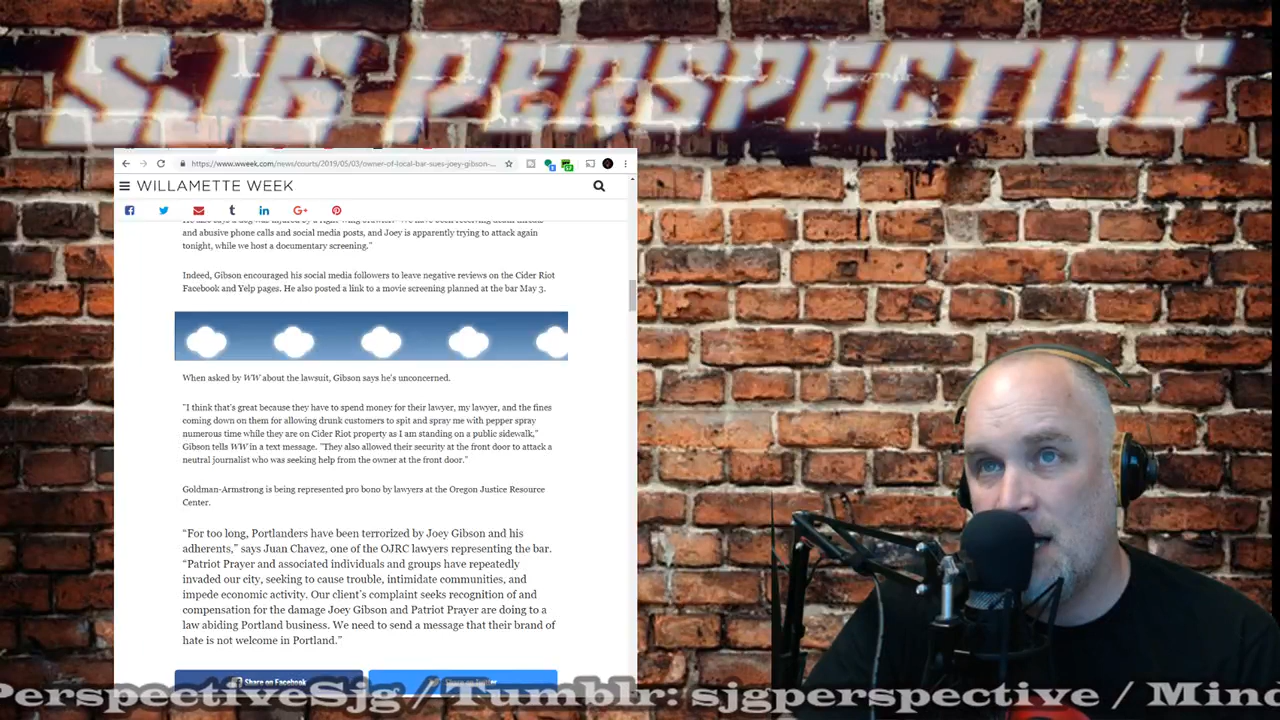 SJG PERSPECTIVE
https://www.wweek.com/news/courts/2019/05/03/owner-of-local-bar-sues-joey-gibson-...
WILLAMETTE WEEK
and abusive phone calls and social media posts, and Joey is apparently trying to attack again
tonight, while we host a documentary screening."
Indeed, Gibson encouraged his social media followers to leave negative reviews on the Cider Riot
Facebook and Yelp pages. He also posted a link to a movie screening planned at the bar May 3.
When asked by WW about the lawsuit, Gibson says he's unconcerned.
"I think that's great because they have to spend money for their lawyer, my lawyer, and the fines
coming down on them for allowing drunk customers to spit and spray me with pepper spray
numerous time while they are on Cider Riot property as I am standing on a public sidewalk,"
Gibson tells WW in a text message. "They also allowed their security at the front door to attack a
neutral journalist who was seeking help from the owner at the front door."
Goldman-Armstrong is being represented pro bono by lawyers at the Oregon Justice Resource
Center.
“For too long, Portlanders have been terrorized by Joey Gibson and his
adherents,” says Juan Chavez, one of the OJRC lawyers representing the bar.
“Patriot Prayer and associated individuals and groups have repeatedly
invaded our city, seeking to cause trouble, intimidate communities, and
impede economic activity. Our client’s complaint seeks recognition of and
compensation for the damage Joey Gibson and Patriot Prayer are doing to a
law abiding Portland business. We need to send a message that their brand of
hate is not welcome in Portland.”
Share on Facebook
Share on Twitter
PerspectiveSjg / Tumblr: sjgperspective / Mind